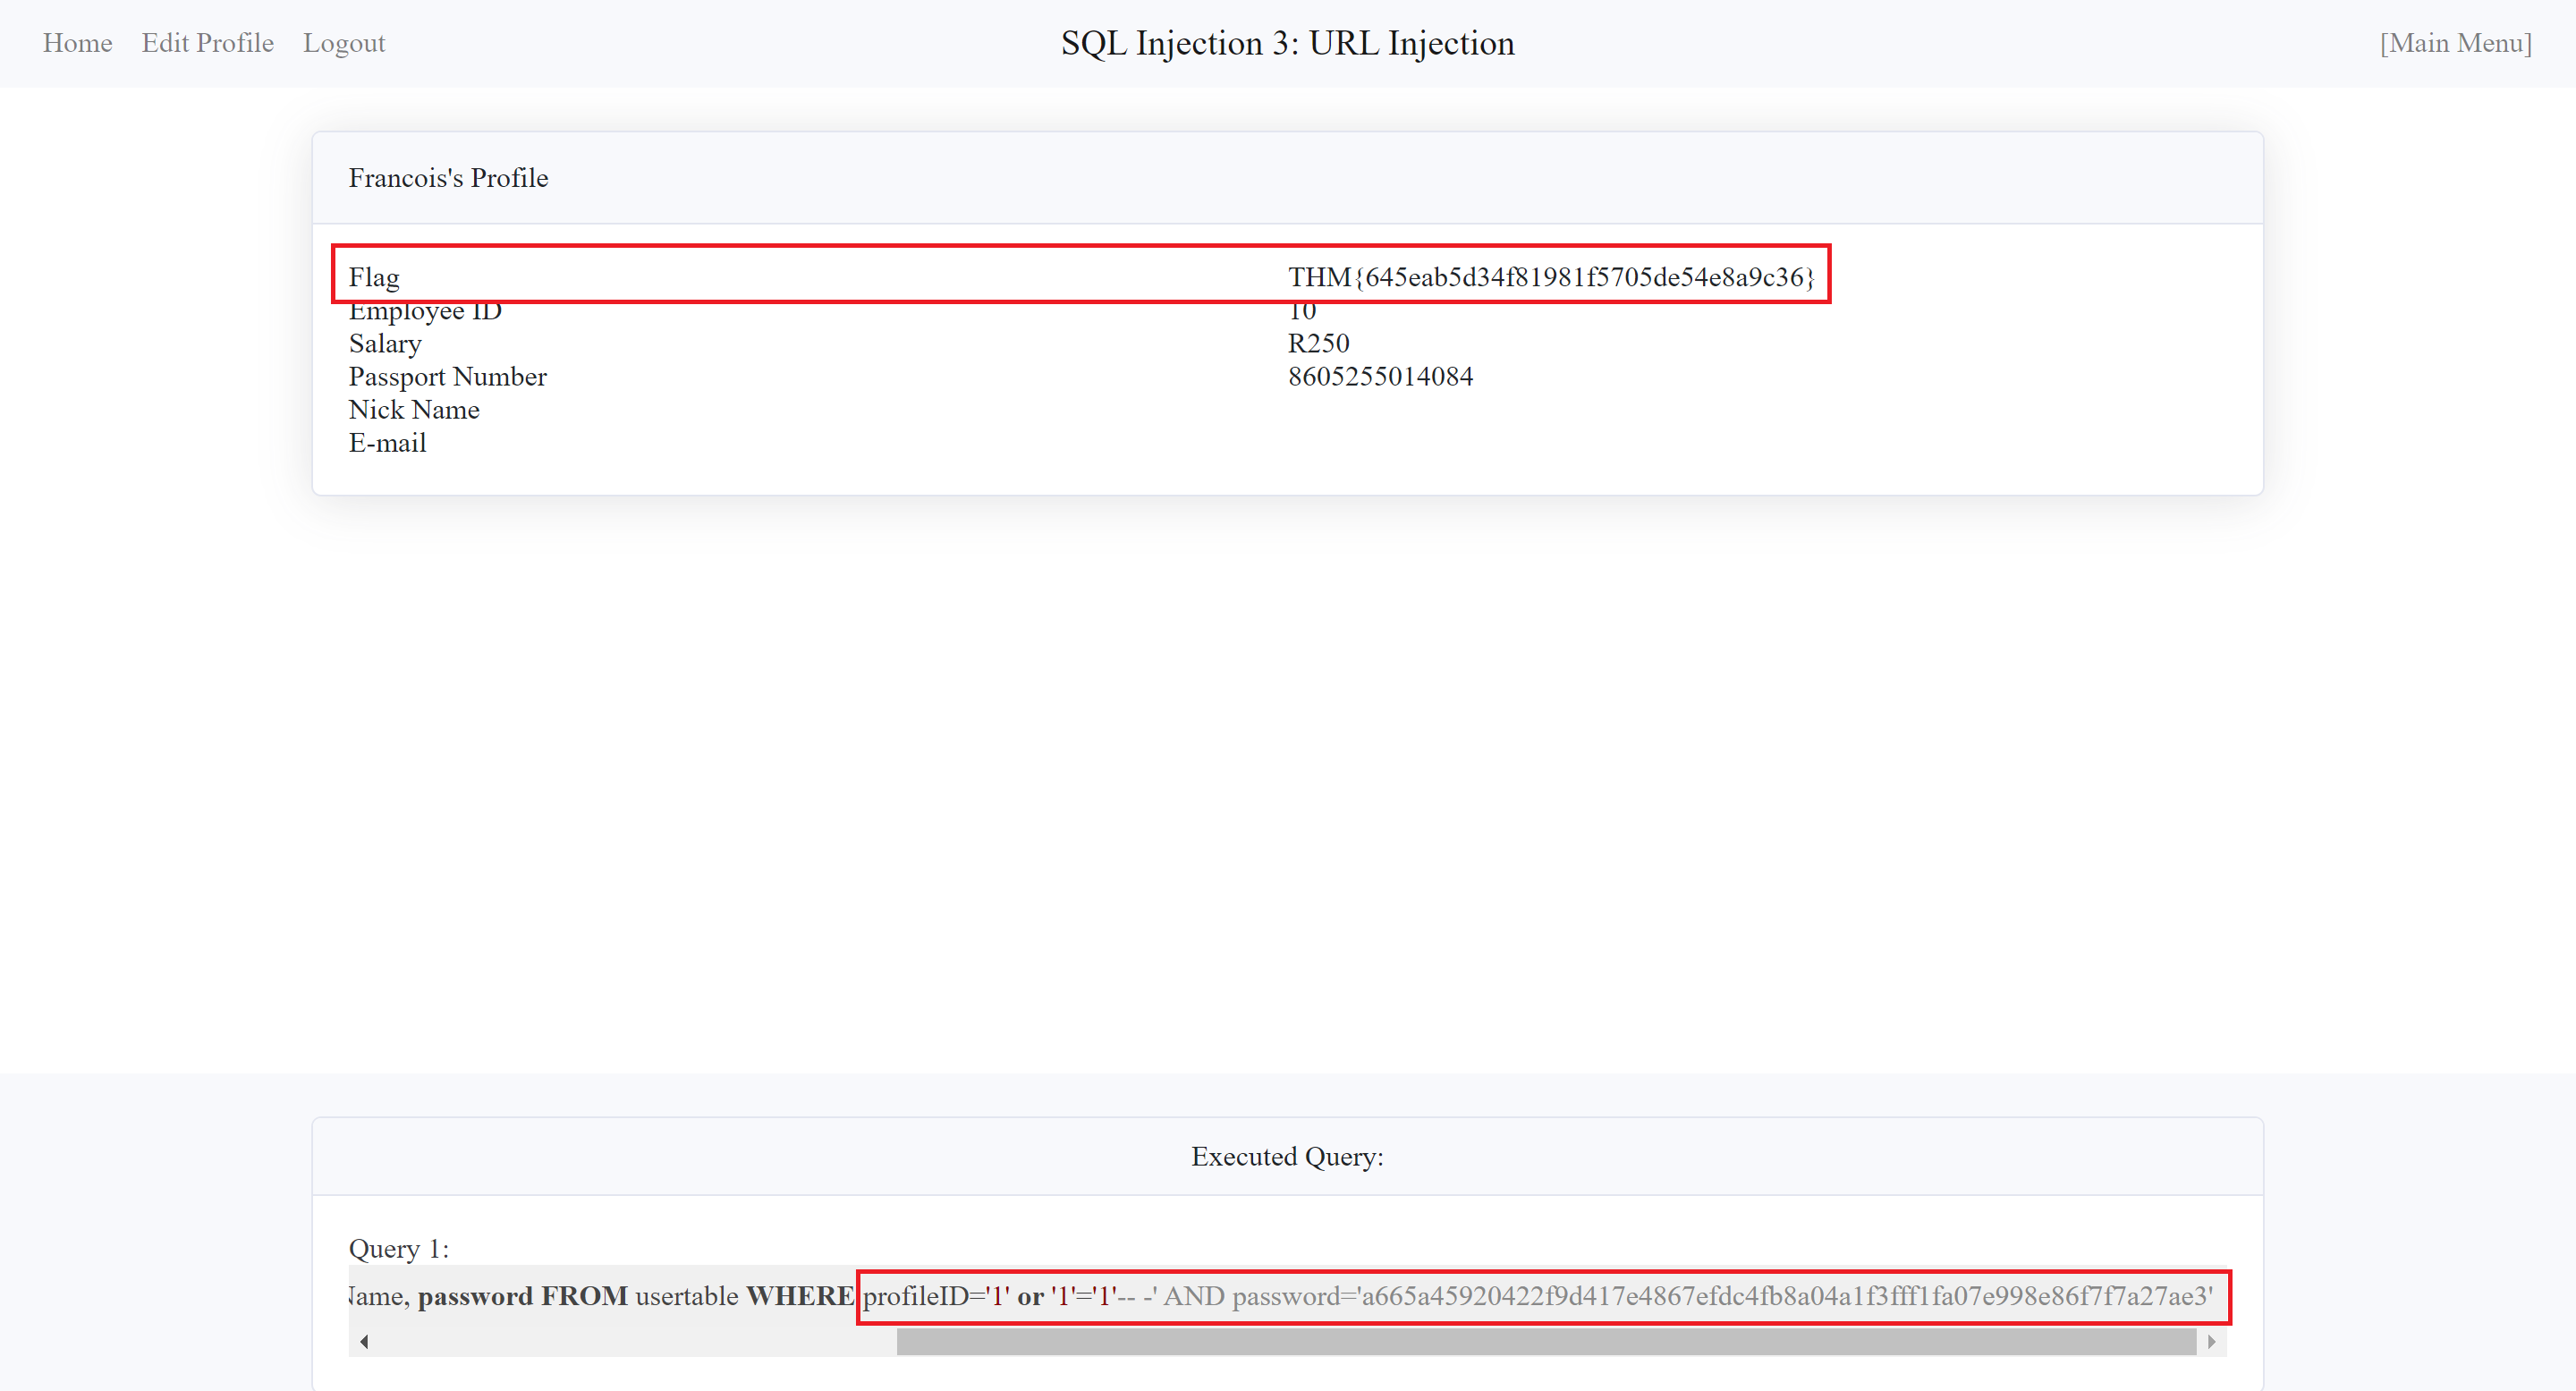 Home Edit Profile Logout SQL Injection 3: URL Injection [Main Menu]
Francois's Profile
Flag THM{645eab5d34f81981f5705de54e8a9c36}
Employee ID 10
Salary R250
Passport Number 8605255014084
Nick Name
E-mail
Executed Query:
Query 1:
Name, password FROM usertable WHERE profileID='1' or '1'='1'-- -' AND password='a665a45920422f9d417e4867efdc4fb8a04a1f3fff1fa07e998e86f7f7a27ae3'